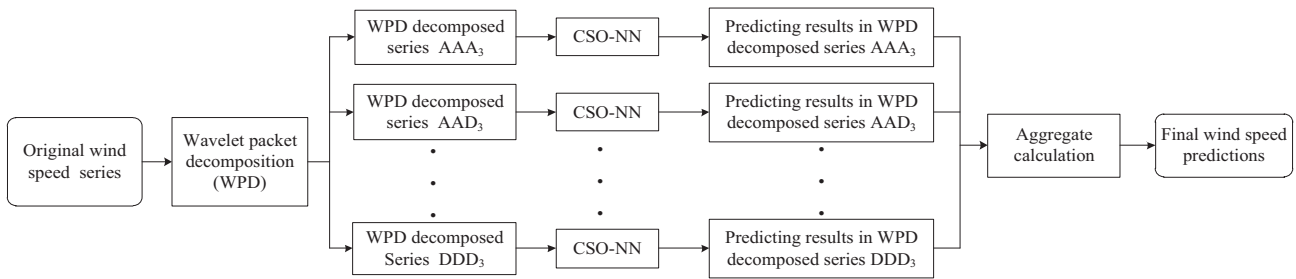 Original wind
speed series
Wavelet packet
decomposition
(WPD)
WPD decomposed
series AAA₃
CSO-NN
Predicting results in WPD
decomposed series AAA₃
WPD decomposed
series AAD₃
CSO-NN
Predicting results in WPD
decomposed series AAD₃
WPD decomposed
Series DDD₃
CSO-NN
Predicting results in WPD
decomposed series DDD₃
Aggregate
calculation
Final wind speed
predictions